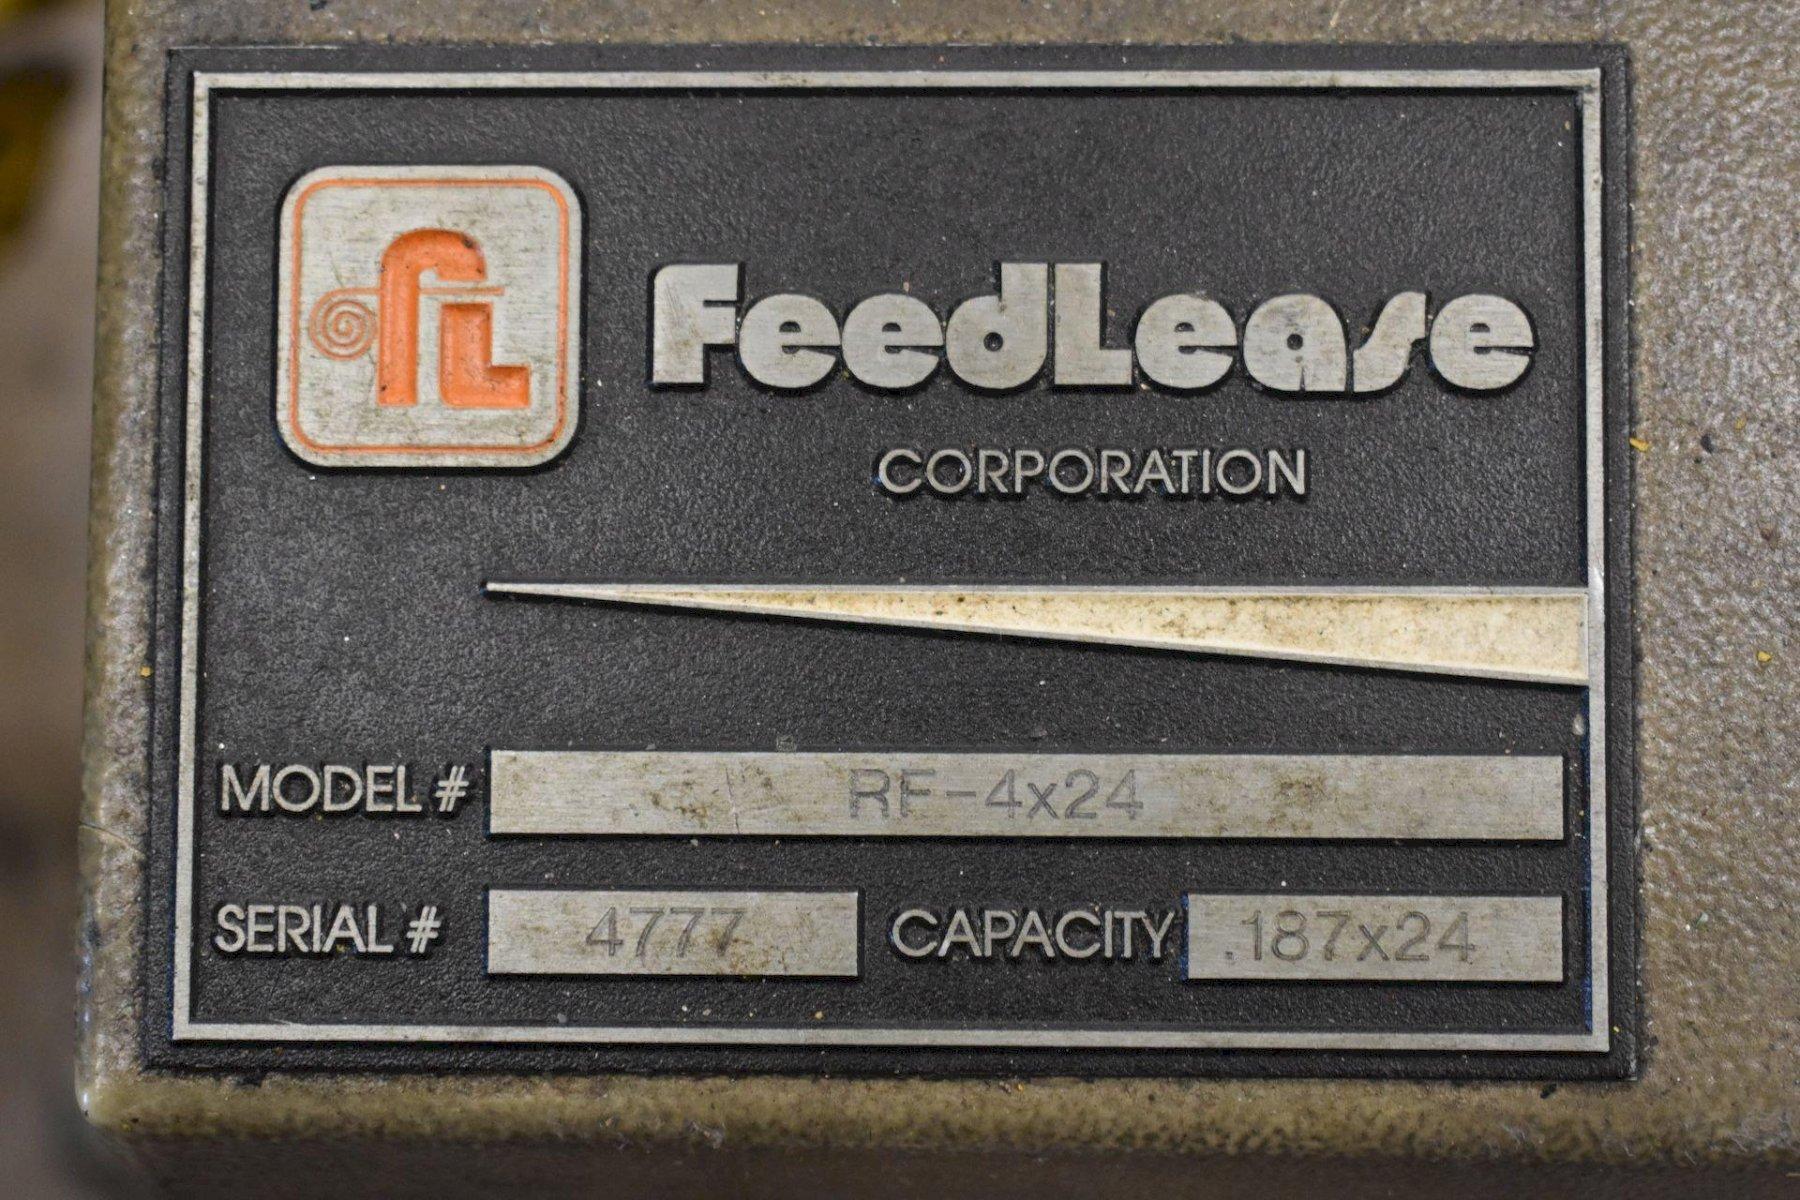 fL
FeedLease
CORPORATION
MODEL # RF-4x24
SERIAL # 4777 CAPACITY .187x24